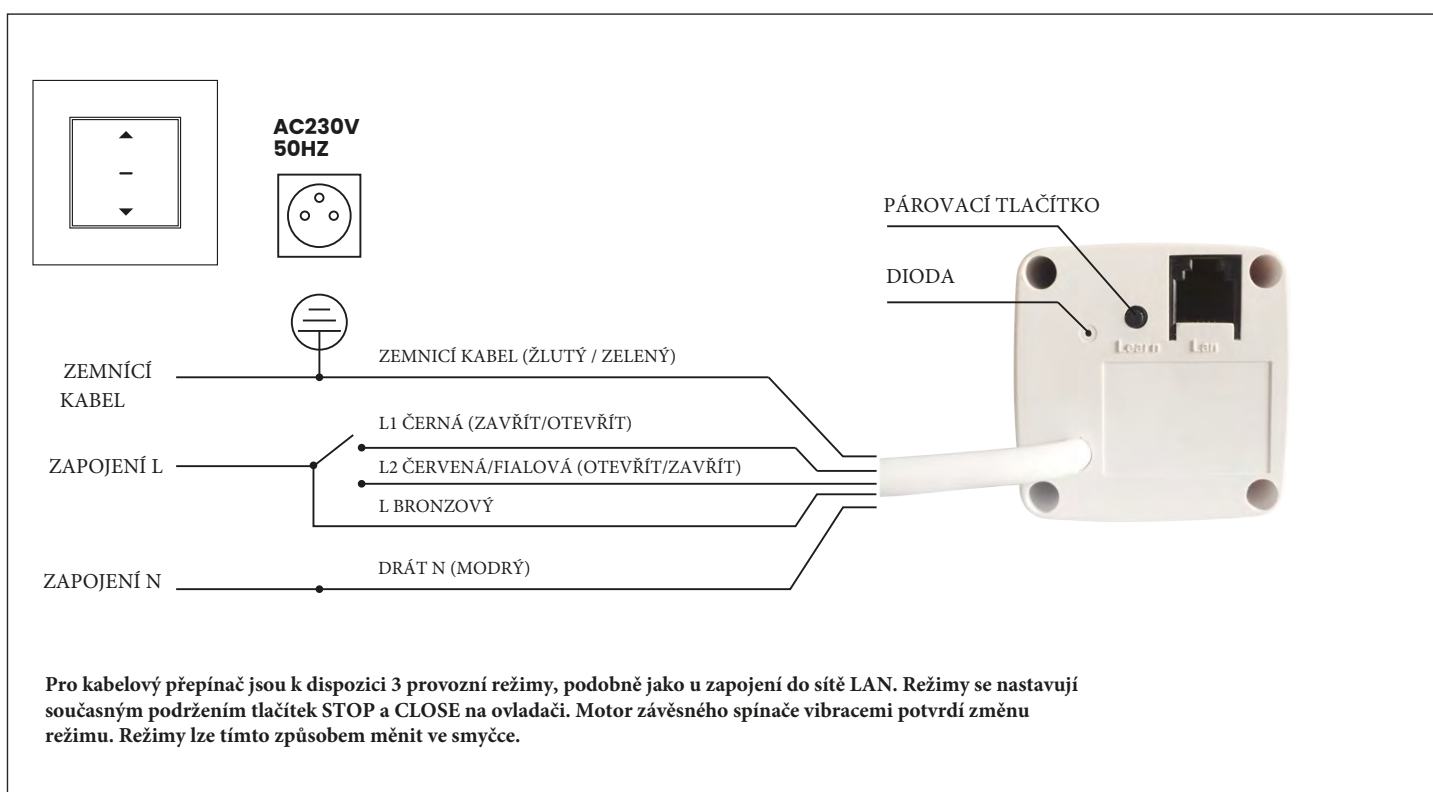 AC230V
50HZ
PÁROVACÍ TLAČÍTKO
DIODA
Learn
Lan
ZEMNÍCÍ
KABEL
ZEMNICÍ KABEL (ŽLUTÝ / ZELENÝ)
L1 ČERNÁ (ZAVŘÍT/OTEVŘÍT)
ZAPOJENÍ L
L2 ČERVENÁ/FIALOVÁ (OTEVŘÍT/ZAVŘÍT)
L BRONZOVÝ
ZAPOJENÍ N
DRÁT N (MODRÝ)
Pro kabelový přepínač jsou k dispozici 3 provozní režimy, podobně jako u zapojení do sítě LAN. Režimy se nastavují
současným podržením tlačítek STOP a CLOSE na ovladači. Motor závěsného spínače vibracemi potvrdí změnu
režimu. Režimy lze tímto způsobem měnit ve smyčce.